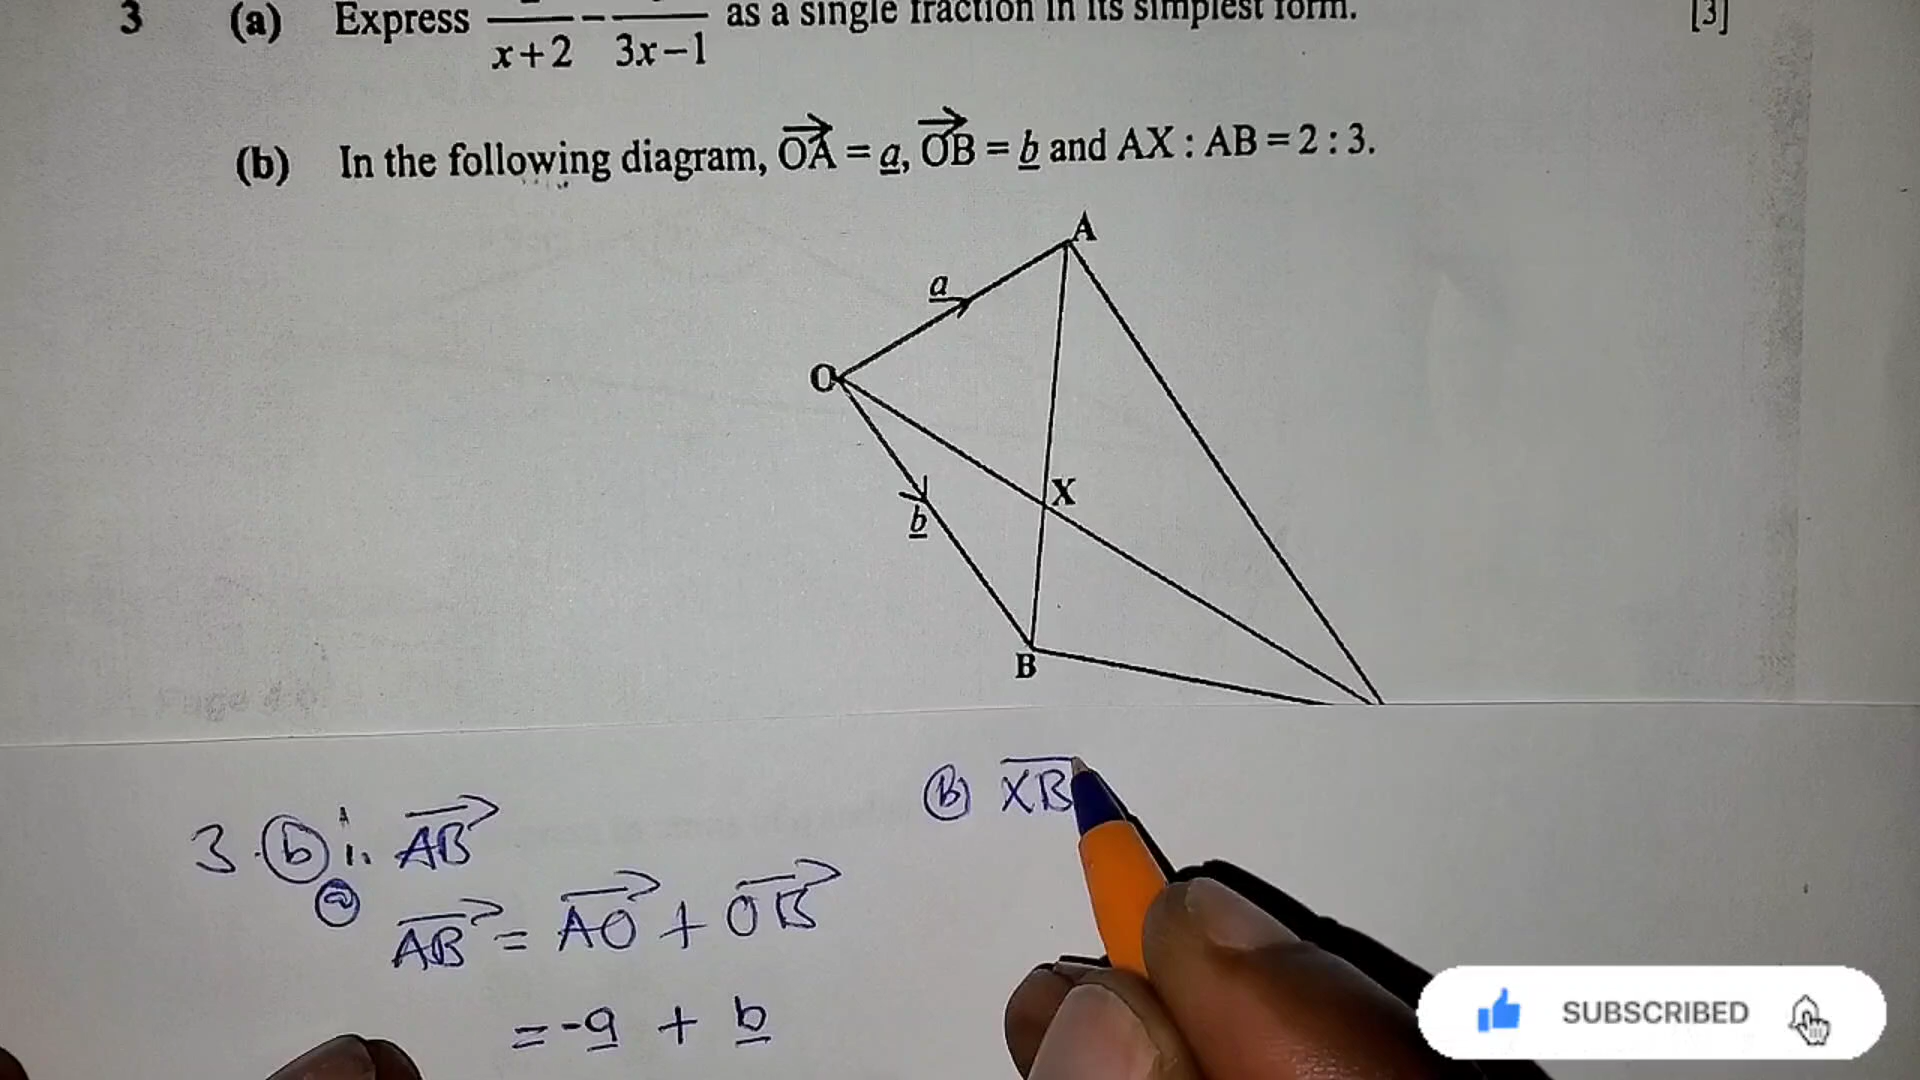 3 (a) Express x+2 - 3x-1 as a single fraction in its simplest form. [3]
(b) In the following diagram, OA = a, OB = b and AX : AB = 2 : 3.
A
a
O
X
b
B
3. (b) i. AB
(a) AB = AO + OB
= -a + b
(b) XB
SUBSCRIBED